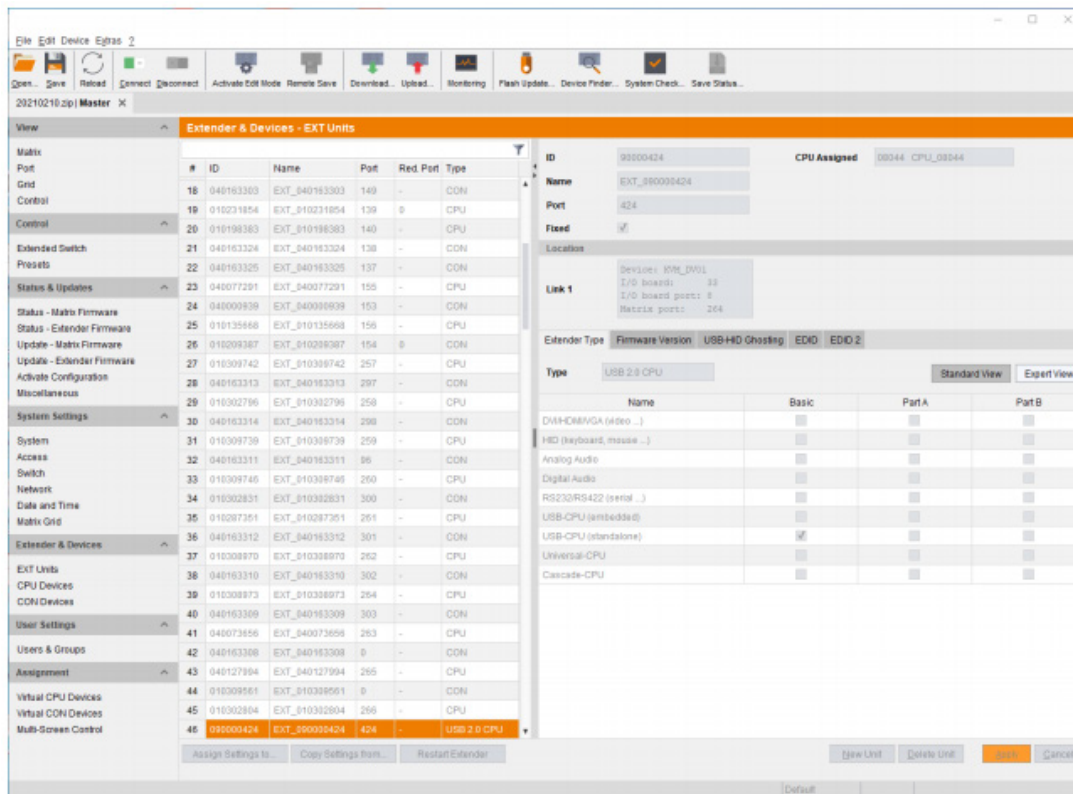 File Edit Device Extras ?
Open... Save Reload Connect Disconnect Activate Edit Mode Remote Save Download... Upload... Monitoring Flash Update... Device Finder... System Check... Save Status...
20210210.zip | Master
View
Matrix
Port
Grid
Control
Control
Extended Switch
Presets
Status & Updates
Status - Matrix Firmware
Status - Extender Firmware
Update - Matrix Firmware
Update - Extender Firmware
Activate Configuration
Miscellaneous
System Settings
System
Access
Switch
Network
Date and Time
Matrix Grid
Extender & Devices
EXT Units
CPU Devices
CON Devices
User Settings
Users & Groups
Assignment
Virtual CPU Devices
Virtual CON Devices
Multi-Screen Control
Extender & Devices - EXT Units
# ID Name Port Red. Port Type
18 040163303 EXT_040163303 149 - CON
19 010231854 EXT_010231854 139 0 CPU
20 010198383 EXT_010198383 140 - CPU
21 040163324 EXT_040163324 138 - CON
22 040163325 EXT_040163325 137 - CON
23 040077291 EXT_040077291 155 - CPU
24 040000939 EXT_040000939 153 - CON
25 010135668 EXT_010135668 156 - CPU
26 010209387 EXT_010209387 154 0 CON
27 010309742 EXT_010309742 257 - CPU
28 040163313 EXT_040163313 297 - CON
29 010302796 EXT_010302796 258 - CPU
30 040163314 EXT_040163314 298 - CON
31 010309739 EXT_010309739 259 - CPU
32 040163311 EXT_040163311 96 - CON
33 010309746 EXT_010309746 260 - CPU
34 010302831 EXT_010302831 300 - CON
35 010287351 EXT_010287351 261 - CPU
36 040163312 EXT_040163312 301 - CON
37 010308970 EXT_010308970 262 - CPU
38 040163310 EXT_040163310 302 - CON
39 010308973 EXT_010308973 264 - CPU
40 040163309 EXT_040163309 303 - CON
41 040073656 EXT_040073656 263 - CPU
42 040163308 EXT_040163308 0 - CON
43 040127994 EXT_040127994 265 - CPU
44 010309561 EXT_010309561 0 - CON
45 010302804 EXT_010302804 266 - CPU
46 090000424 EXT_090000424 424 - USB 2.0 CPU
Assign Settings to... Copy Settings from... Restart Extender
ID 90000424 CPU Assigned 08044 CPU_08044
Name EXT_090000424
Port 424
Fixed
Location
Link 1
Device: KVM_DV01
I/O board: 33
I/O board port: 8
Matrix port: 264
Extender Type Firmware Version USB-HID Ghosting EDID EDID 2
Type USB 2.0 CPU Standard View Expert View
Name Basic Part A Part B
DVI/HDMI/VGA (video ...)
HID (keyboard, mouse ...)
Analog Audio
Digital Audio
RS232/RS422 (serial ...)
USB-CPU (embedded)
USB-CPU (standalone)
Universal-CPU
Cascade-CPU
New Unit Delete Unit Apply Cancel
Default